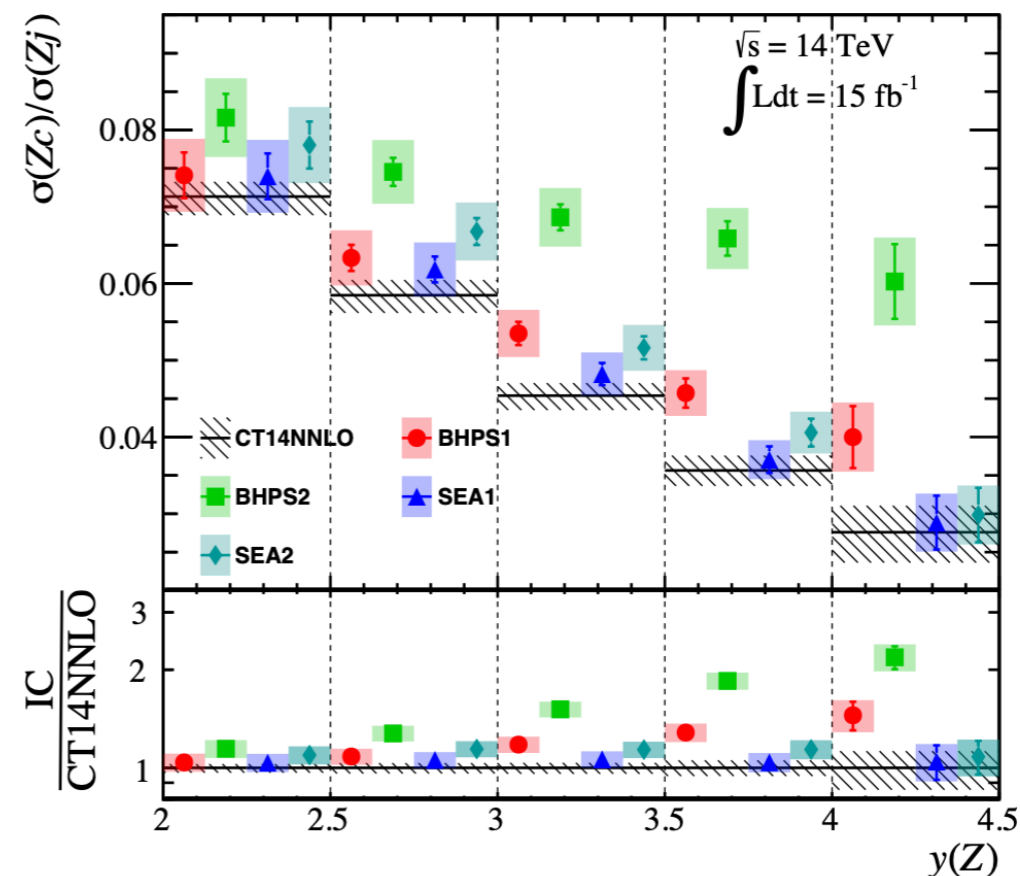 σ(Zc)/σ(Zj)
√s = 14 TeV
∫Ldt = 15 fb⁻¹
0.08
0.06
0.04
CT14NNLO
BHPS1
BHPS2
SEA1
SEA2
IC
CT14NNLO
3
2
1
2 2.5 3 3.5 4 4.5
y(Z)